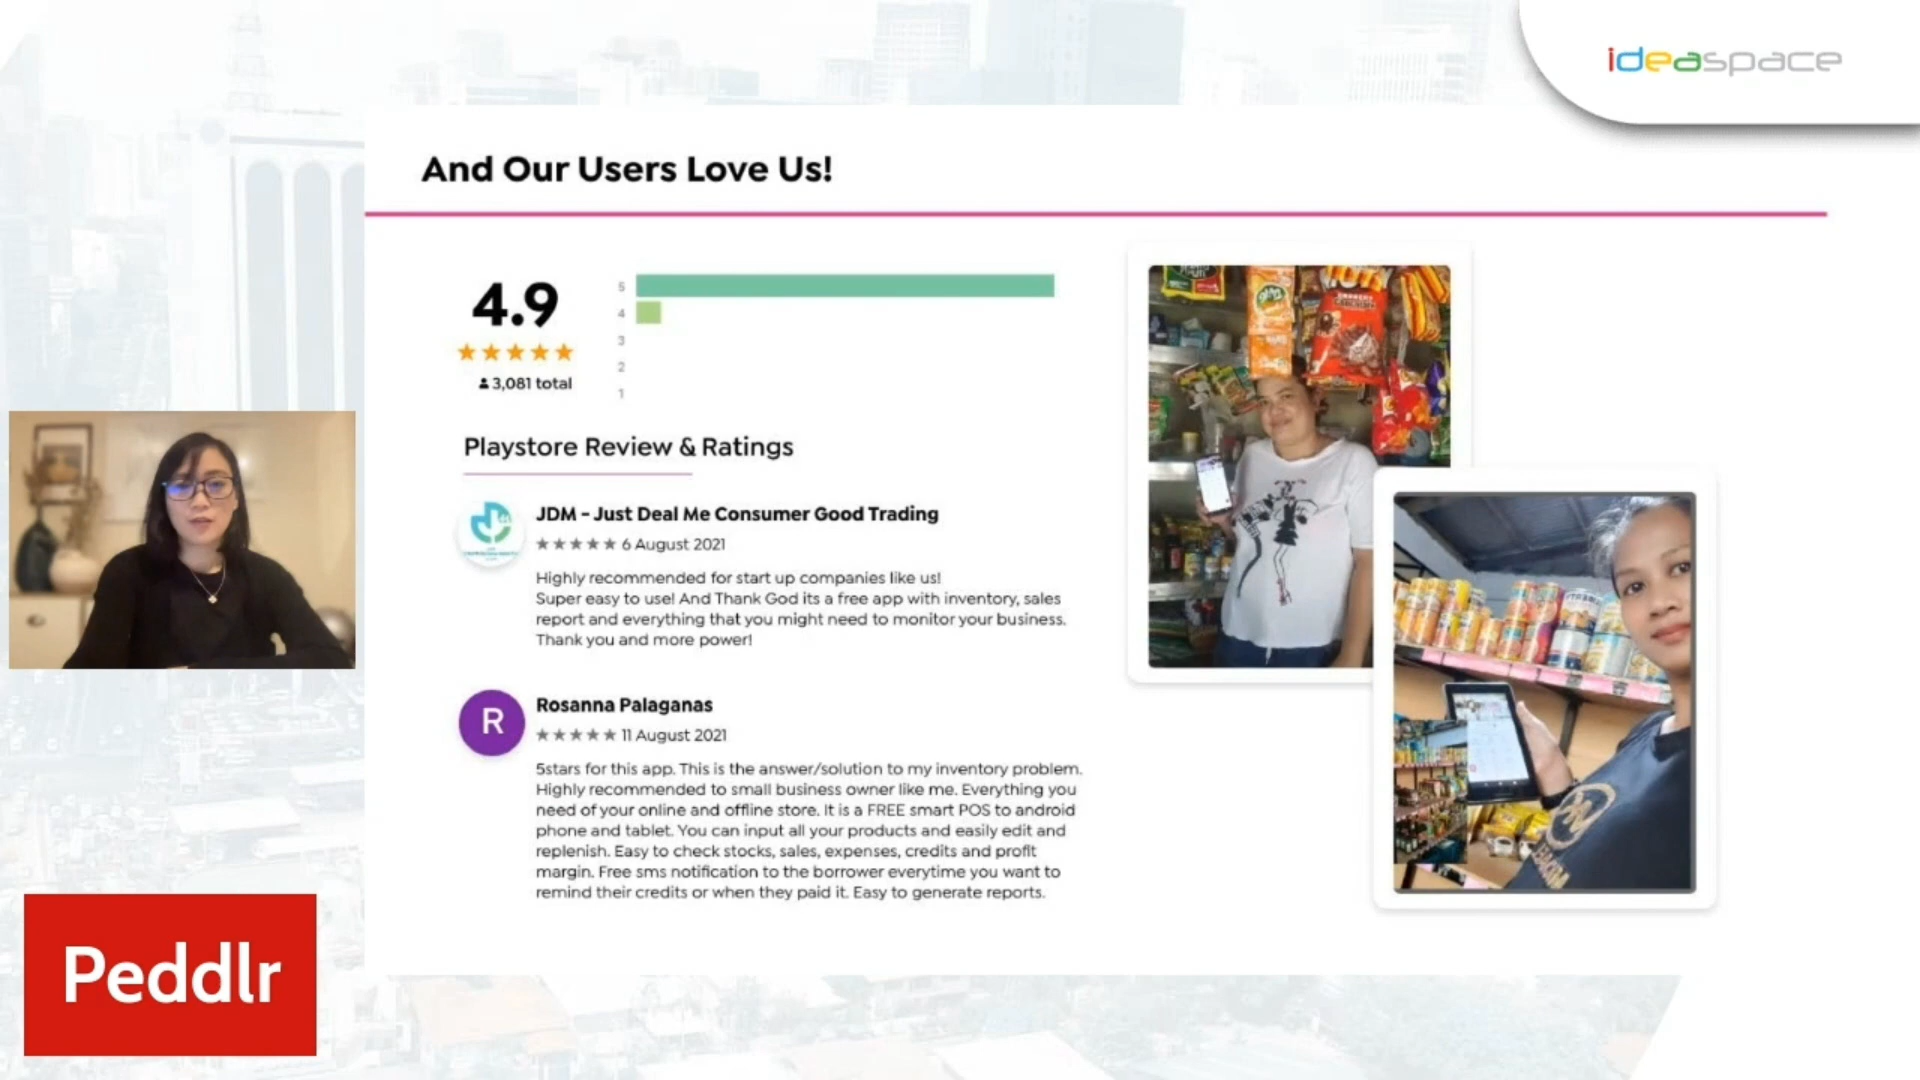 ideaspace
And Our Users Love Us!
4.9
3,081 total
5
4
3
2
1
Playstore Review & Ratings
JDM - Just Deal Me Consumer Good Trading
6 August 2021
Highly recommended for start up companies like us!
Super easy to use! And Thank God its a free app with inventory, sales
report and everything that you might need to monitor your business.
Thank you and more power!
R
Rosanna Palaganas
11 August 2021
5stars for this app. This is the answer/solution to my inventory problem.
Highly recommended to small business owner like me. Everything you
need of your online and offline store. It is a FREE smart POS to android
phone and tablet. You can input all your products and easily edit and
replenish. Easy to check stocks, sales, expenses, credits and profit
margin. Free sms notification to the borrower everytime you want to
remind their credits or when they paid it. Easy to generate reports.
Peddlr